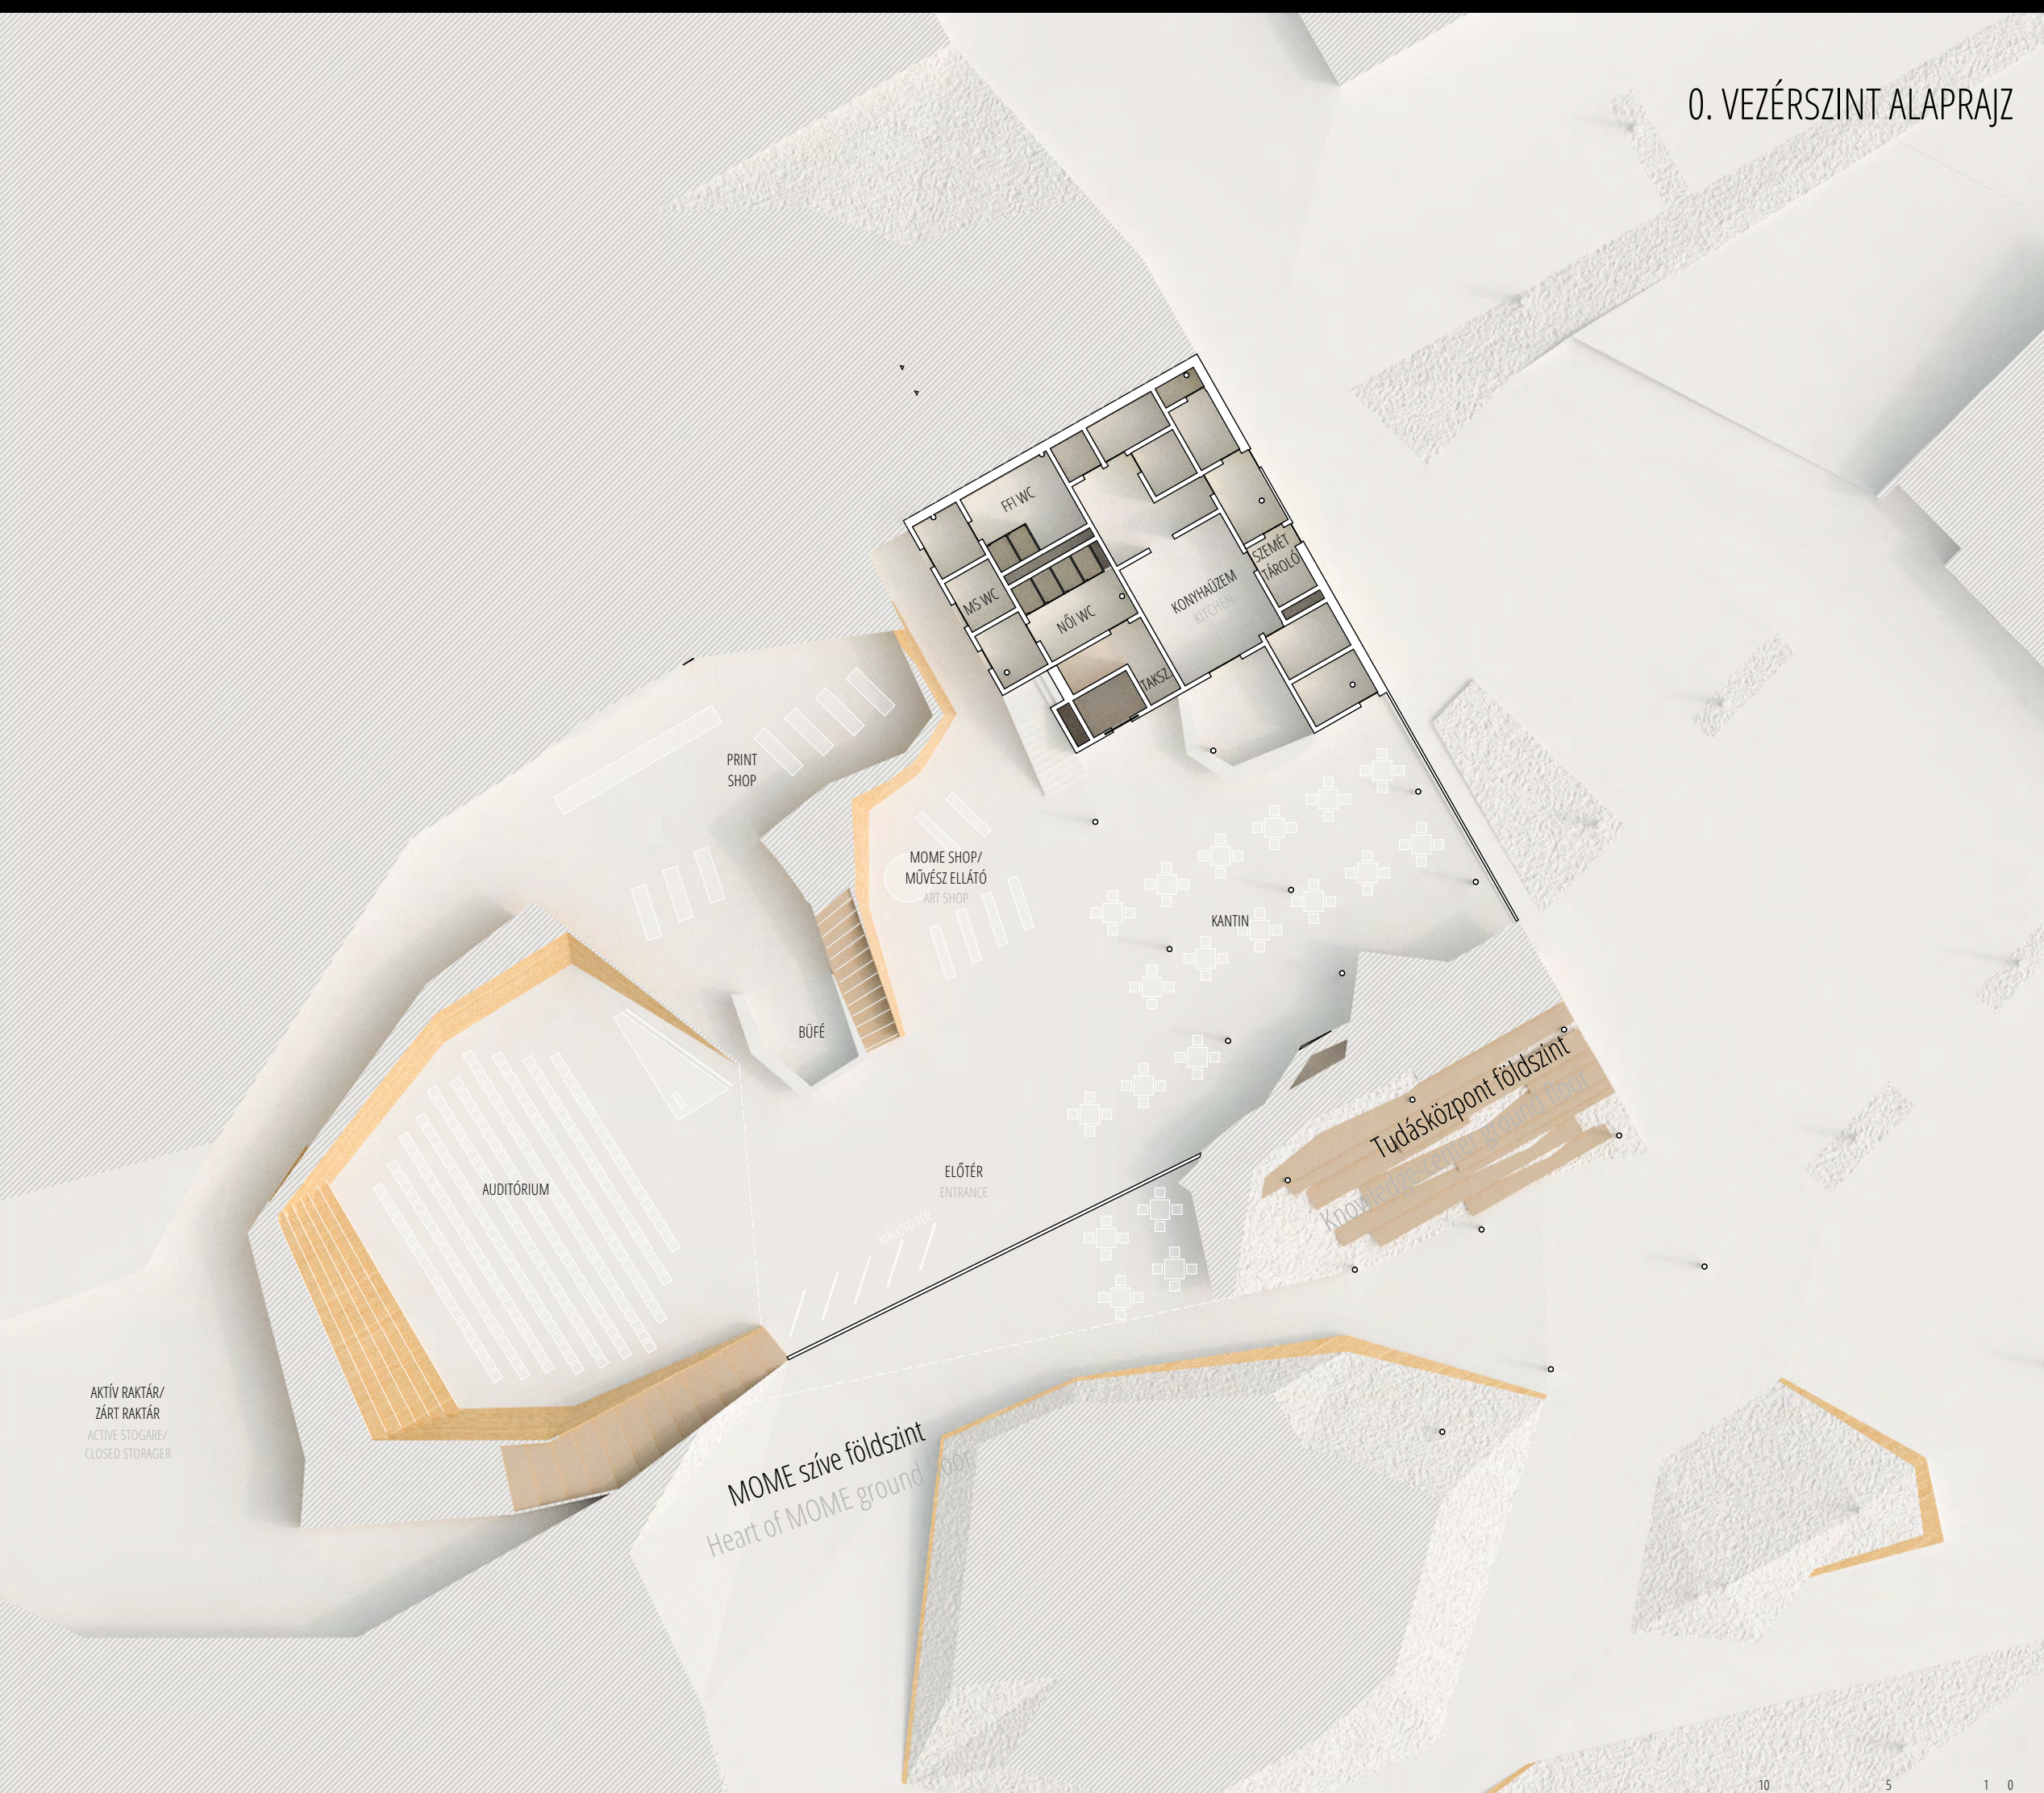 0. VEZÉRSZINT ALAPRAJZ
FFI WC
SZEMÉT
TÁROLÓ
MS WC
KONYHAÜZEM
KITCHEN
NŐI WC
TAKSZ.
PRINT
SHOP
MOME SHOP/
MŰVÉSZ ELLÁTÓ
ART SHOP
KANTIN
BÜFÉ
Tudásközpont földszint
Knowledge-center ground floor
AUDITÓRIUM
ELŐTÉR
ENTRANCE
KIÁLLÍTÓ TÉR
AKTÍV RAKTÁR/
ZÁRT RAKTÁR
ACTIVE STOGARE/
CLOSED STORAGER
MOME szíve földszint
Heart of MOME ground floor
10 5 1 0